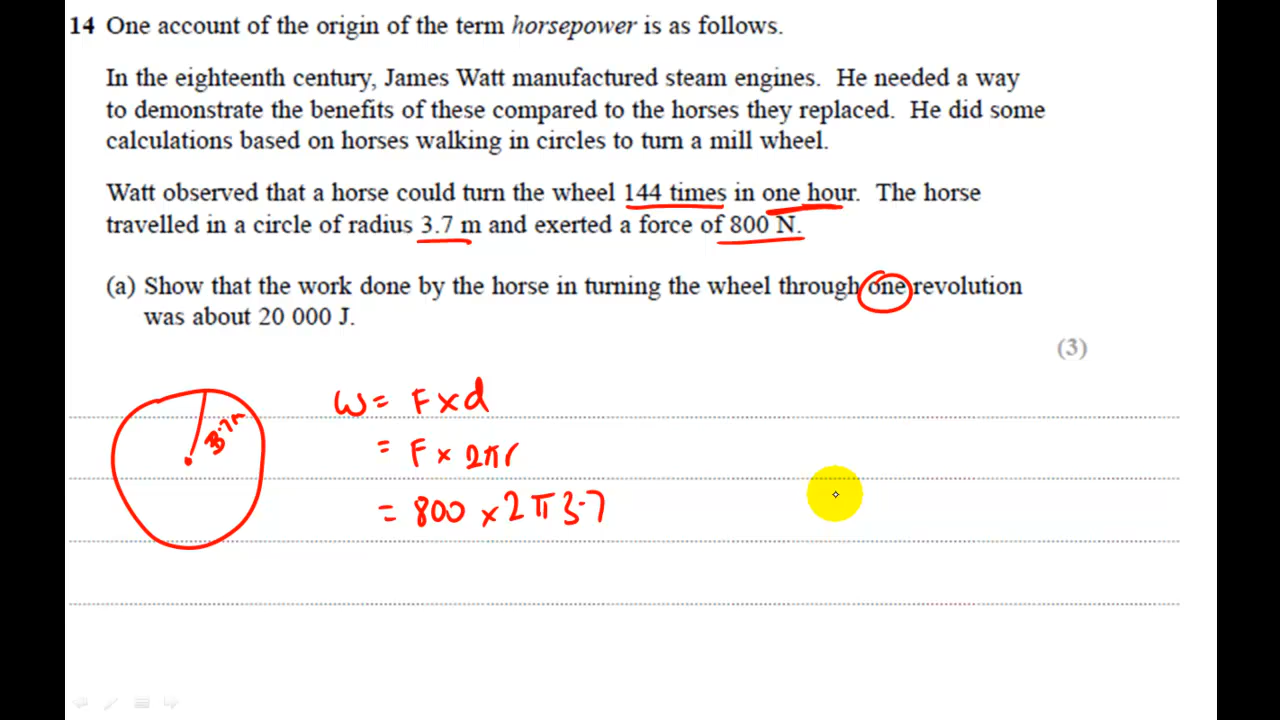 14 One account of the origin of the term horsepower is as follows.
In the eighteenth century, James Watt manufactured steam engines. He needed a way
to demonstrate the benefits of these compared to the horses they replaced. He did some
calculations based on horses walking in circles to turn a mill wheel.
Watt observed that a horse could turn the wheel 144 times in one hour. The horse
travelled in a circle of radius 3.7 m and exerted a force of 800 N.
(a) Show that the work done by the horse in turning the wheel through one revolution
was about 20 000 J.
(3)
3.7m
W = F × d
= F × 2πr
= 800 × 2π3.7